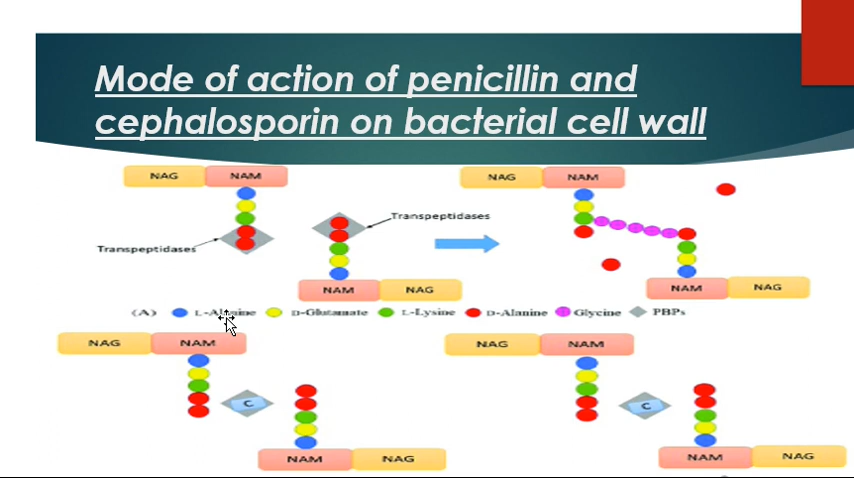 Mode of action of penicillin and
cephalosporin on bacterial cell wall
NAG NAM NAG NAM
Transpeptidases
Transpeptidases
NAM NAG NAM NAG
(A) L-Alanine D-Glutamate L-Lysine D-Alanine Glycine PBPs
NAG NAM NAG NAM
C C
NAM NAG NAM NAG